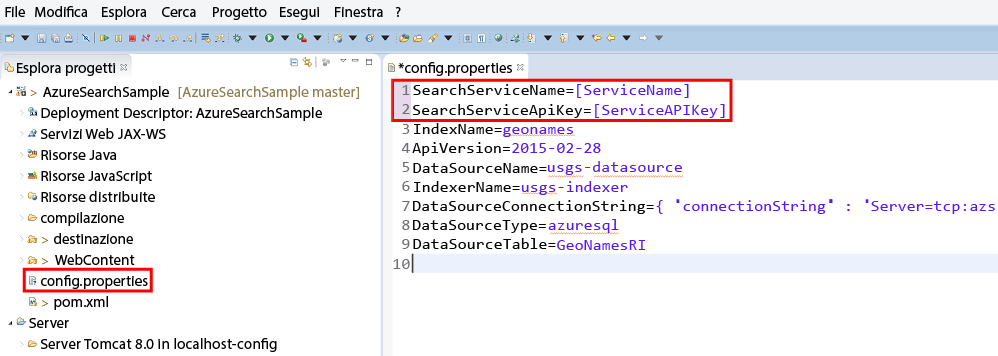 File Modifica Esplora Cerca Progetto Esegui Finestra ?
Esplora progetti
> AzureSearchSample [AzureSearchSample master]
Deployment Descriptor: AzureSearchSample
Servizi Web JAX-WS
Risorse Java
Risorse JavaScript
Risorse distribuite
compilazione
> destinazione
> WebContent
config.properties
> pom.xml
Server
Server Tomcat 8.0 in localhost-config
*config.properties
1 SearchServiceName=[ServiceName]
2 SearchServiceApiKey=[ServiceAPIKey]
3 IndexName=geonames
4 ApiVersion=2015-02-28
5 DataSourceName=usgs-datasource
6 IndexerName=usgs-indexer
7 DataSourceConnectionString={ "connectionString" : "Server=tcp:azs
8 DataSourceType=azuresql
9 DataSourceTable=GeoNamesRI
10